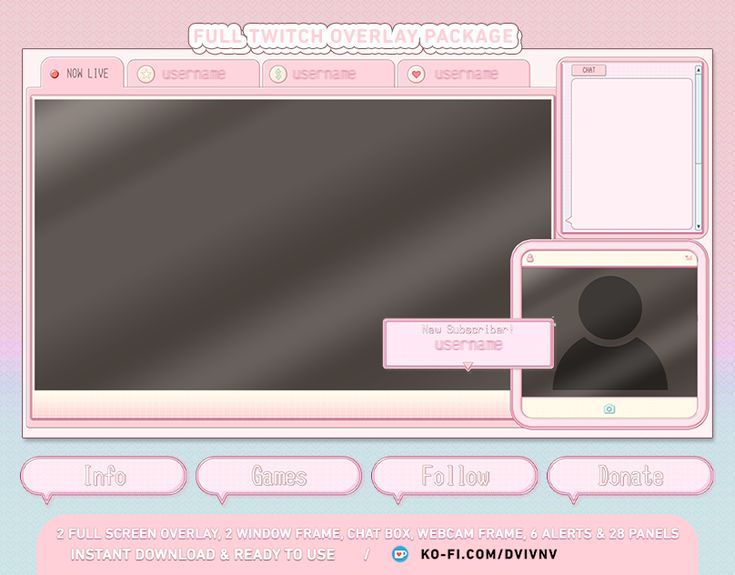 FULL TWITCH OVERLAY PACKAGE
NOW LIVE
username
username
username
CHAT
New Subscriber!
username
Info
Games
Follow
Donate
2 FULL SCREEN OVERLAY, 2 WINDOW FRAME, CHAT BOX, WEBCAM FRAME, 6 ALERTS & 28 PANELS
INSTANT DOWNLOAD & READY TO USE / KO-FI.COM/DVIVNV